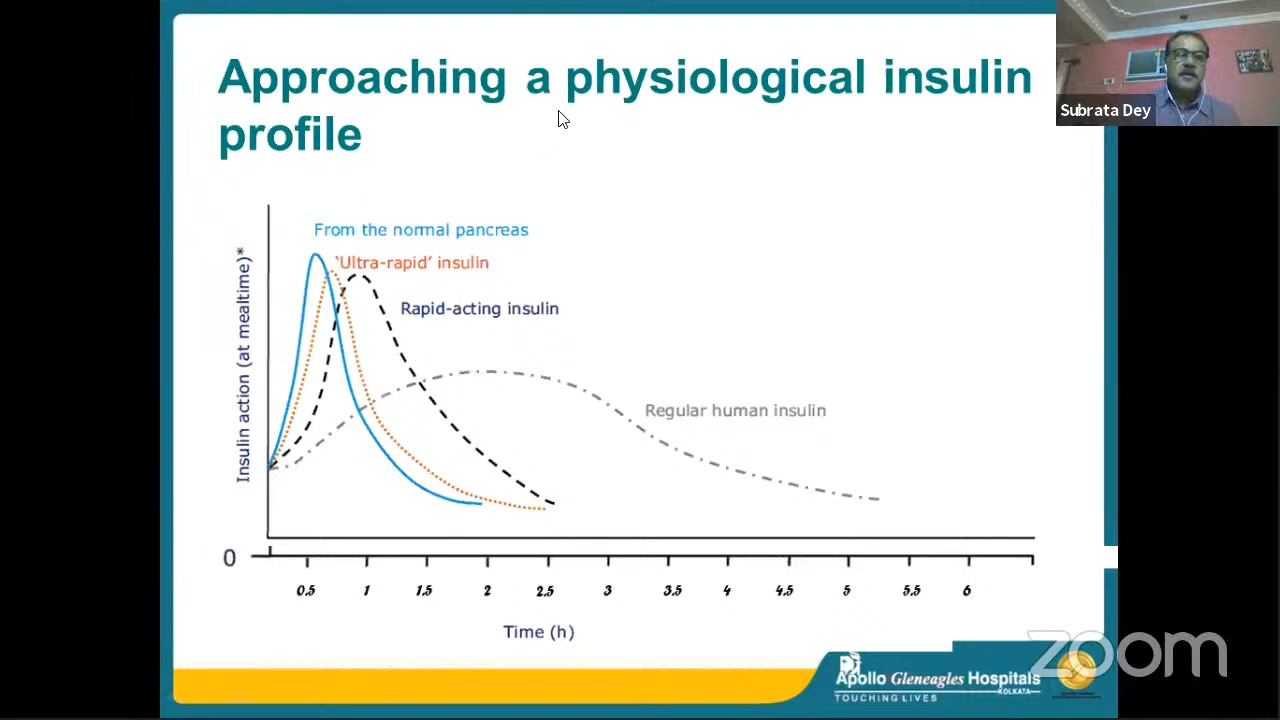 Approaching a physiological insulin
profile
Subrata Dey
From the normal pancreas
'Ultra-rapid' insulin
Rapid-acting insulin
Regular human insulin
Insulin action (at mealtime)*
0
0.5 1 1.5 2 2.5 3 3.5 4 4.5 5 5.5 6
Time (h)
zoom
Apollo Gleneagles Hospitals
KOLKATA
TOUCHING LIVES